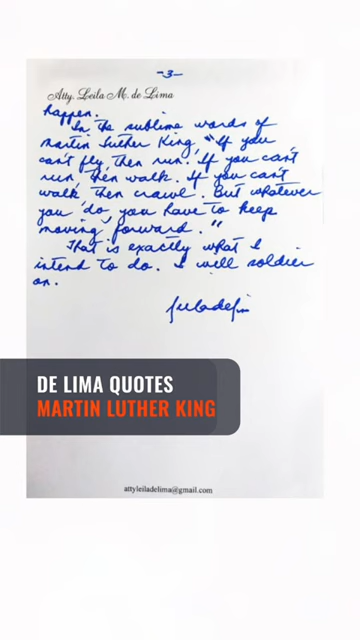 -3-
Atty. Leila M. de Lima
happen.
In the sublime words of
Martin Luther King, "If you
can't fly, then run. If you can't
run, then walk. If you can't
walk, then crawl. But whatever
you do, you have to keep
moving forward."
That is exactly what I
intend to do. I will soldier
on.
DE LIMA QUOTES
MARTIN LUTHER KING
attyleiladelima@gmail.com